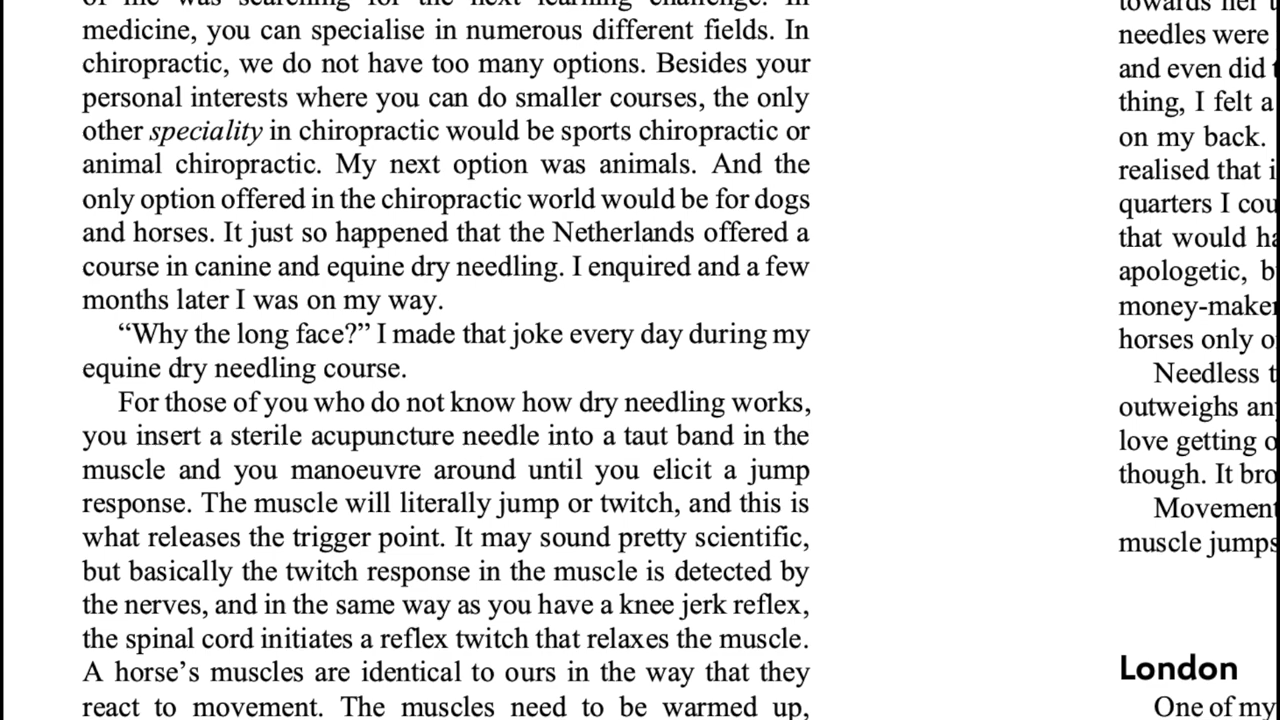 medicine, you can specialise in numerous different fields. In
chiropractic, we do not have too many options. Besides your
personal interests where you can do smaller courses, the only
other speciality in chiropractic would be sports chiropractic or
animal chiropractic. My next option was animals. And the
only option offered in the chiropractic world would be for dogs
and horses. It just so happened that the Netherlands offered a
course in canine and equine dry needling. I enquired and a few
months later I was on my way.
“Why the long face?” I made that joke every day during my
equine dry needling course.
For those of you who do not know how dry needling works,
you insert a sterile acupuncture needle into a taut band in the
muscle and you manoeuvre around until you elicit a jump
response. The muscle will literally jump or twitch, and this is
what releases the trigger point. It may sound pretty scientific,
but basically the twitch response in the muscle is detected by
the nerves, and in the same way as you have a knee jerk reflex,
the spinal cord initiates a reflex twitch that relaxes the muscle.
A horse’s muscles are identical to ours in the way that they
react to movement. The muscles need to be warmed up,
needles were
and even did
thing, I felt a
on my back.
realised that
quarters I
that would
apologetic,
horses only
Needless
outweighs
love getting
though. It
Movement
muscle jumps
London
One of my